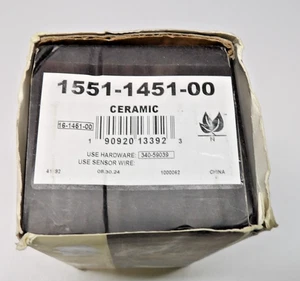 1551-1451-00
CERAMIC
16-1461-00
1 90920 13392 3
N
USE HARDWARE: 340-59039
USE SENSOR WIRE:
08.30.24 1000062 CHINA